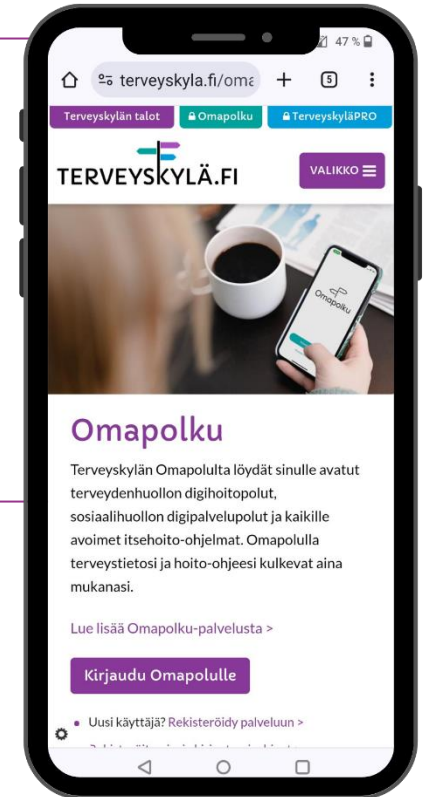 47 %
terveyskyla.fi/oma
5
Terveyskylän talot
Omapolku
TerveyskyläPRO
TERVEYSKYLÄ.FI
VALIKKO
Omapolku
Omapolku
Terveyskylän Omapolulta löydät sinulle avatut
terveydenhuollon digihoitopolut,
sosiaalihuollon digipalvelupolut ja kaikille
avoimet itsehoito-ohjelmat. Omapolulla
terveystietosi ja hoito-ohjeesi kulkevat aina
mukanasi.
Lue lisää Omapolku-palvelusta >
Kirjaudu Omapolulle
Uusi käyttäjä? Rekisteröidy palveluun >